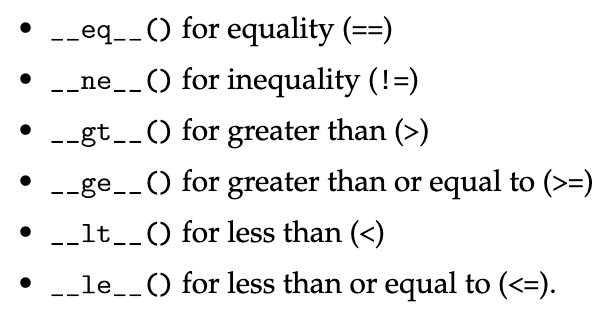 • __eq__() for equality (==)
• __ne__() for inequality (!=)
• __gt__() for greater than (>)
• __ge__() for greater than or equal to (>=)
• __lt__() for less than (<)
• __le__() for less than or equal to (<=).